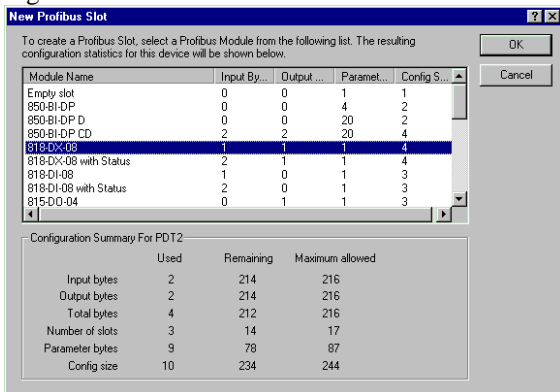 New Profibus Slot
To create a Profibus Slot, select a Profibus Module from the following list. The resulting
configuration statistics for this device will be shown below.
OK
Cancel
Module Name Input By... Output ... Paramet... Config S...
Empty slot 0 0 1 1
850-BI-DP 0 0 4 2
850-BI-DP D 0 0 20 2
850-BI-DP CD 2 2 20 4
818-DX-08 1 1 1 4
818-DX-08 with Status 2 1 1 4
818-DI-08 1 0 1 3
818-DI-08 with Status 2 0 1 3
815-DO-04 0 1 1 3
Configuration Summary For PDT2
Used Remaining Maximum allowed
Input bytes 2 214 216
Output bytes 2 214 216
Total bytes 4 212 216
Number of slots 3 14 17
Parameter bytes 9 78 87
Config size 10 234 244